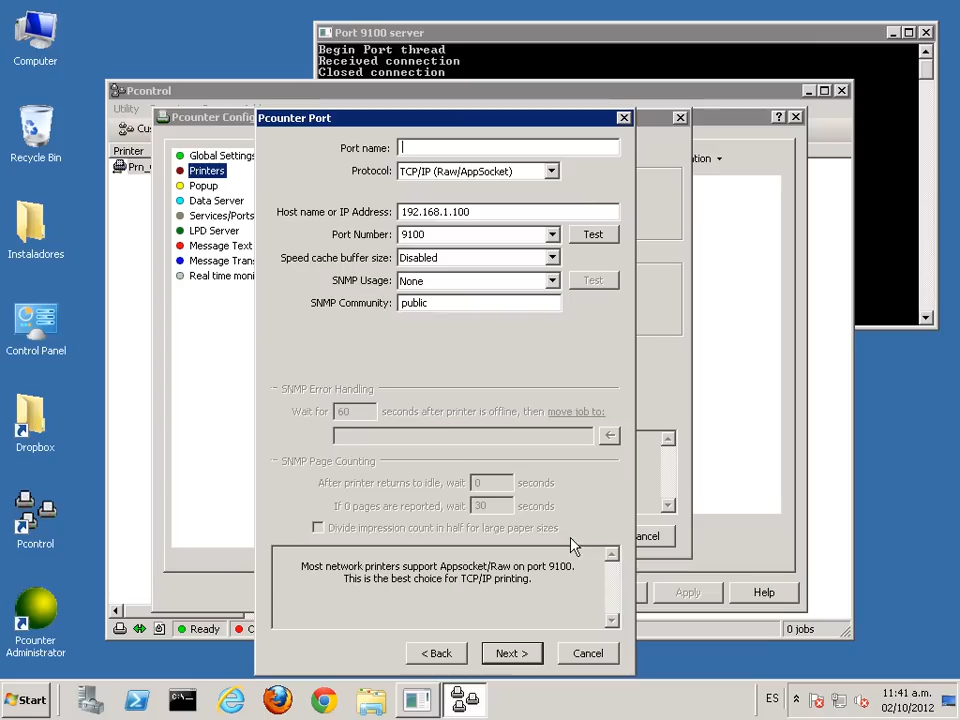 Computer
Recycle Bin
Instaladores
Control Panel
Dropbox
Pcontrol
Pcounter
Administrator
Port 9100 server
Begin Port thread
Received connection
Closed connection
Pcontrol
Utility
Printer
Pcounter Config
Global Settings
Printers
Popup
Data Server
Services/Ports
LPD Server
Message Text
Message Tran
Real time moni
Pcounter Port
Port name:
Protocol: TCP/IP (Raw/AppSocket)
Host name or IP Address: 192.168.1.100
Port Number: 9100 Test
Speed cache buffer size: Disabled
SNMP Usage: None Test
SNMP Community: public
SNMP Error Handling
Wait for 60 seconds after printer is offline, then move job to:
SNMP Page Counting
After printer returns to idle, wait 0 seconds
If 0 pages are reported, wait 30 seconds
Divide impression count in half for large paper sizes
Most network printers support Appsocket/Raw on port 9100.
This is the best choice for TCP/IP printing.
< Back Next > Cancel
ancel
Apply Help
Ready
0 jobs
Start
ES
11:41 a.m.
02/10/2012